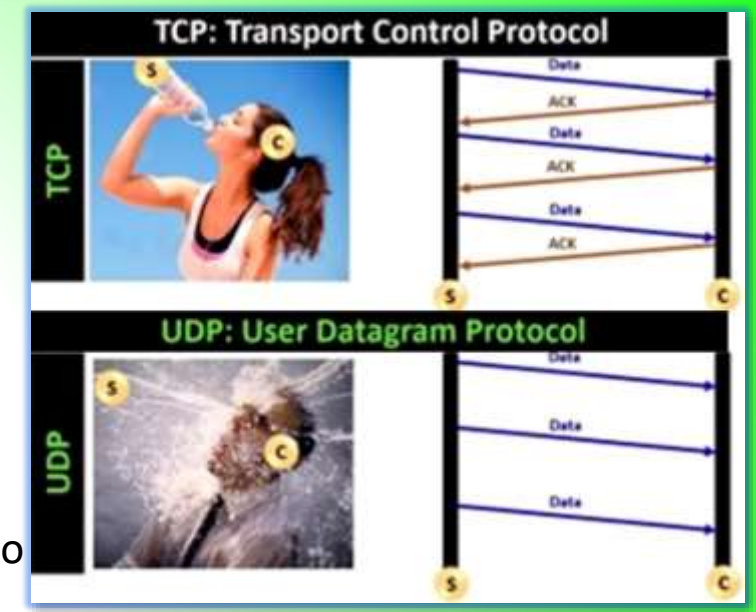 TCP: Transport Control Protocol
TCP
S
C
Data
ACK
Data
ACK
Data
ACK
S
C
UDP: User Datagram Protocol
UDP
S
C
Data
Data
Data
S
C
o